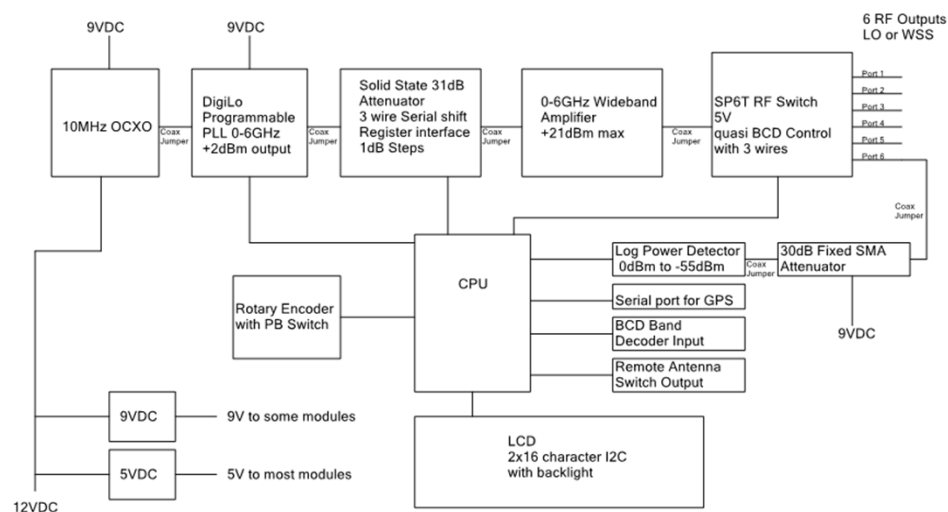 9VDC
9VDC
6 RF Outputs
LO or WSS
10MHz OCXO
Coax
Jumper
DigiLo
Programmable
PLL 0-6GHz
+2dBm output
Coax
Jumper
Solid State 31dB
Attenuator
3 wire Serial shift
Register interface
1dB Steps
Coax
Jumper
0-6GHz Wideband
Amplifier
+21dBm max
Coax
Jumper
SP6T RF Switch
5V
quasi BCD Control
with 3 wires
Port 1
Port 2
Port 3
Port 4
Port 5
Port 6
Coax
Jumper
CPU
Log Power Detector
0dBm to -55dBm
Coax
Jumper
30dB Fixed SMA
Attenuator
9VDC
Serial port for GPS
BCD Band
Decoder Input
Remote Antenna
Switch Output
Rotary Encoder
with PB Switch
9VDC
9V to some modules
5VDC
5V to most modules
12VDC
LCD
2x16 character I2C
with backlight